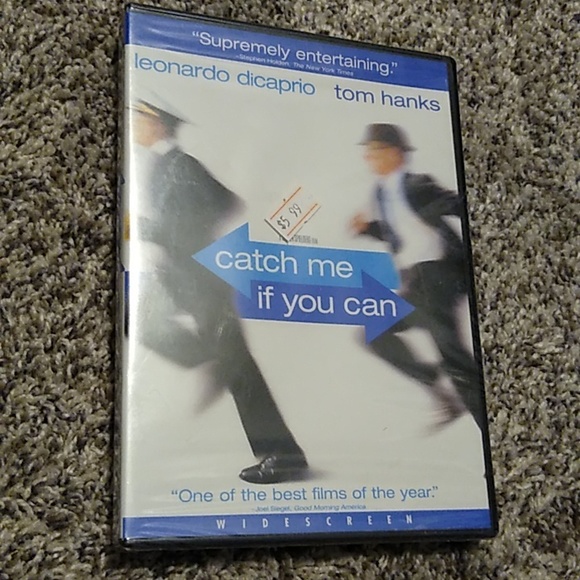 “Supremely entertaining.”
–Stephen Holden, The New York Times
leonardo dicaprio tom hanks
$5.99
catch me
if you can
“One of the best films of the year.”
–Joel Siegel, Good Morning America
WIDESCREEN